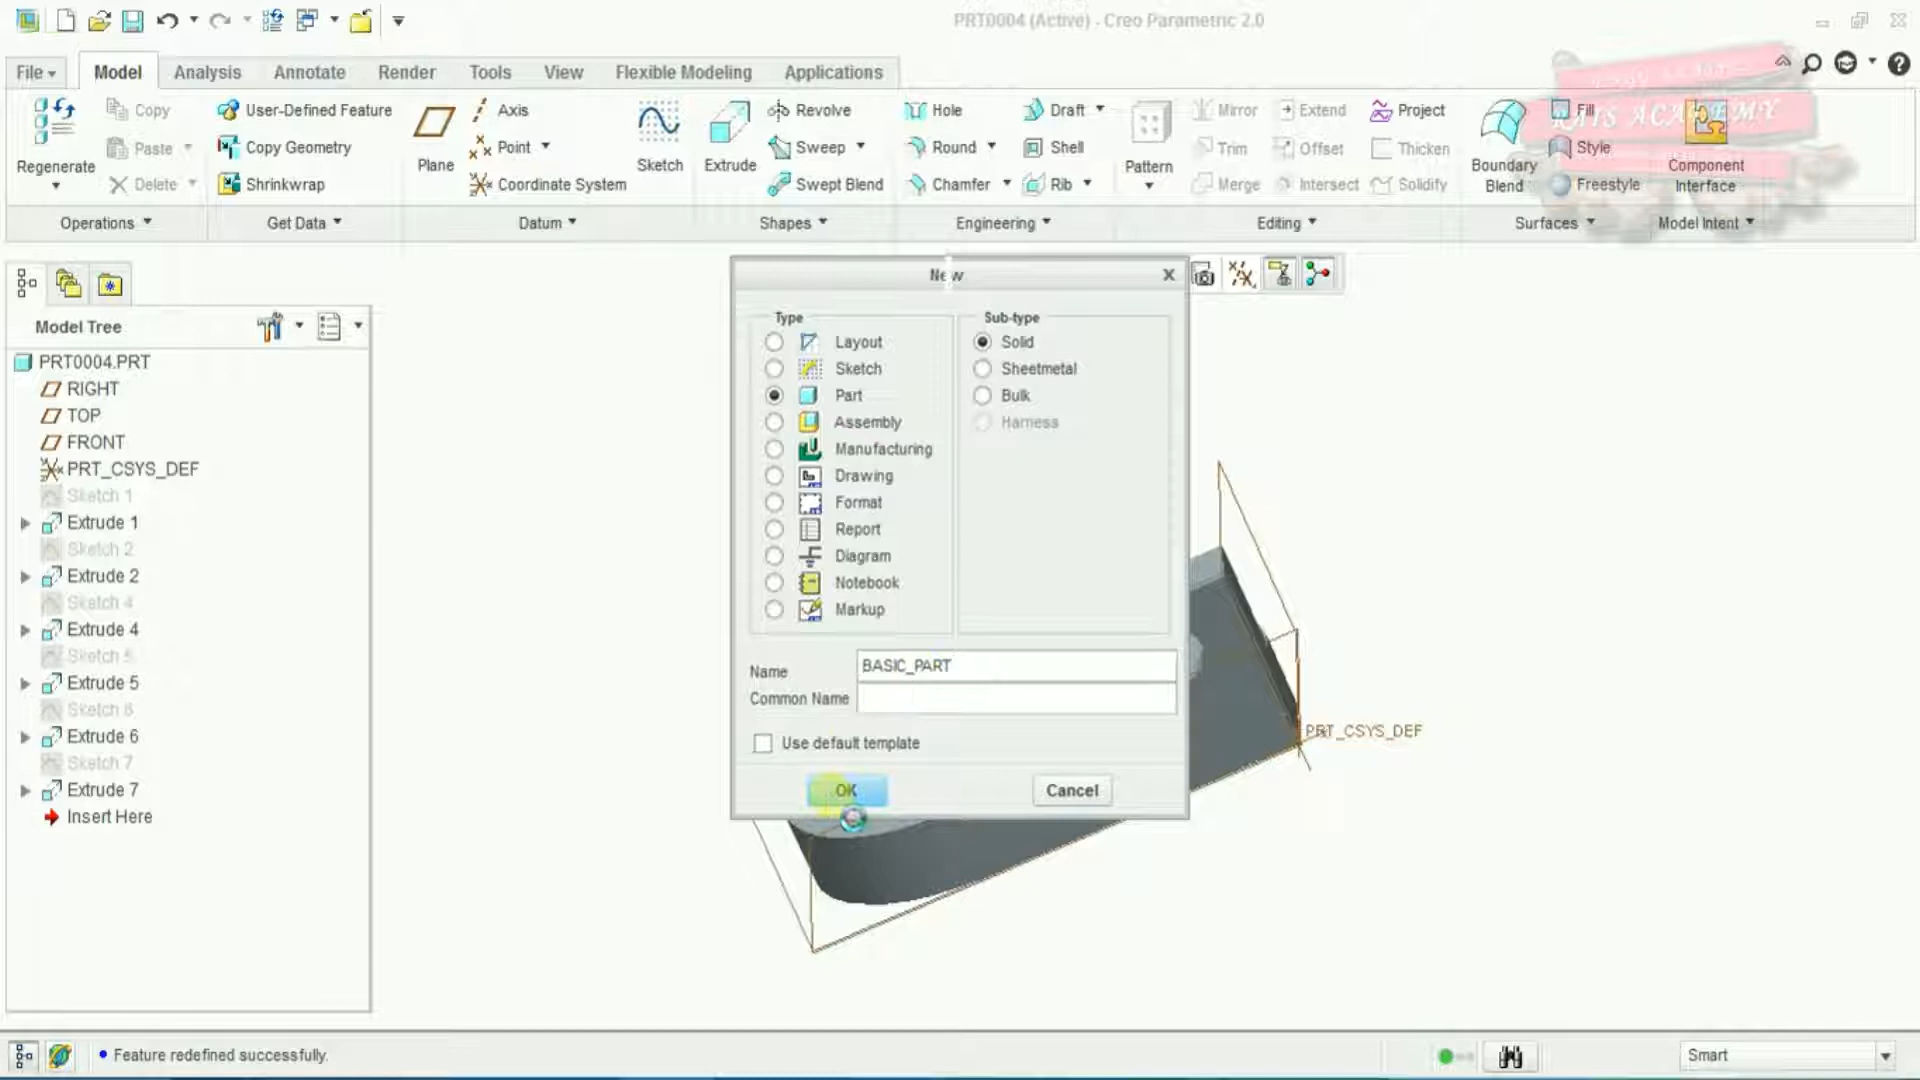 PRT0004 (Active) - Creo Parametric 2.0
File Model Analysis Annotate Render Tools View Flexible Modeling Applications
Regenerate
Copy
Paste
Delete
Operations
User-Defined Feature
Copy Geometry
Shrinkwrap
Get Data
Plane
Axis
Point
Coordinate System
Datum
Sketch
Extrude
Revolve
Sweep
Swept Blend
Shapes
Hole
Round
Chamfer
Draft
Shell
Rib
Engineering
Pattern
Mirror
Trim
Merge
Extend
Offset
Intersect
Project
Thicken
Solidify
Editing
Boundary
Blend
Fill
Style
Freestyle
Surfaces
Component
Interface
Model Intent
KATS ACADEMY
Model Tree
PRT0004.PRT
RIGHT
TOP
FRONT
PRT_CSYS_DEF
Sketch 1
Extrude 1
Sketch 2
Extrude 2
Sketch 4
Extrude 4
Sketch 5
Extrude 5
Sketch 6
Extrude 6
Sketch 7
Extrude 7
Insert Here
New
X
Type
Layout
Sketch
Part
Assembly
Manufacturing
Drawing
Format
Report
Diagram
Notebook
Markup
Sub-type
Solid
Sheetmetal
Bulk
Harness
Name BASIC_PART
Common Name
Use default template
OK Cancel
PRT_CSYS_DEF
Feature redefined successfully.
Smart